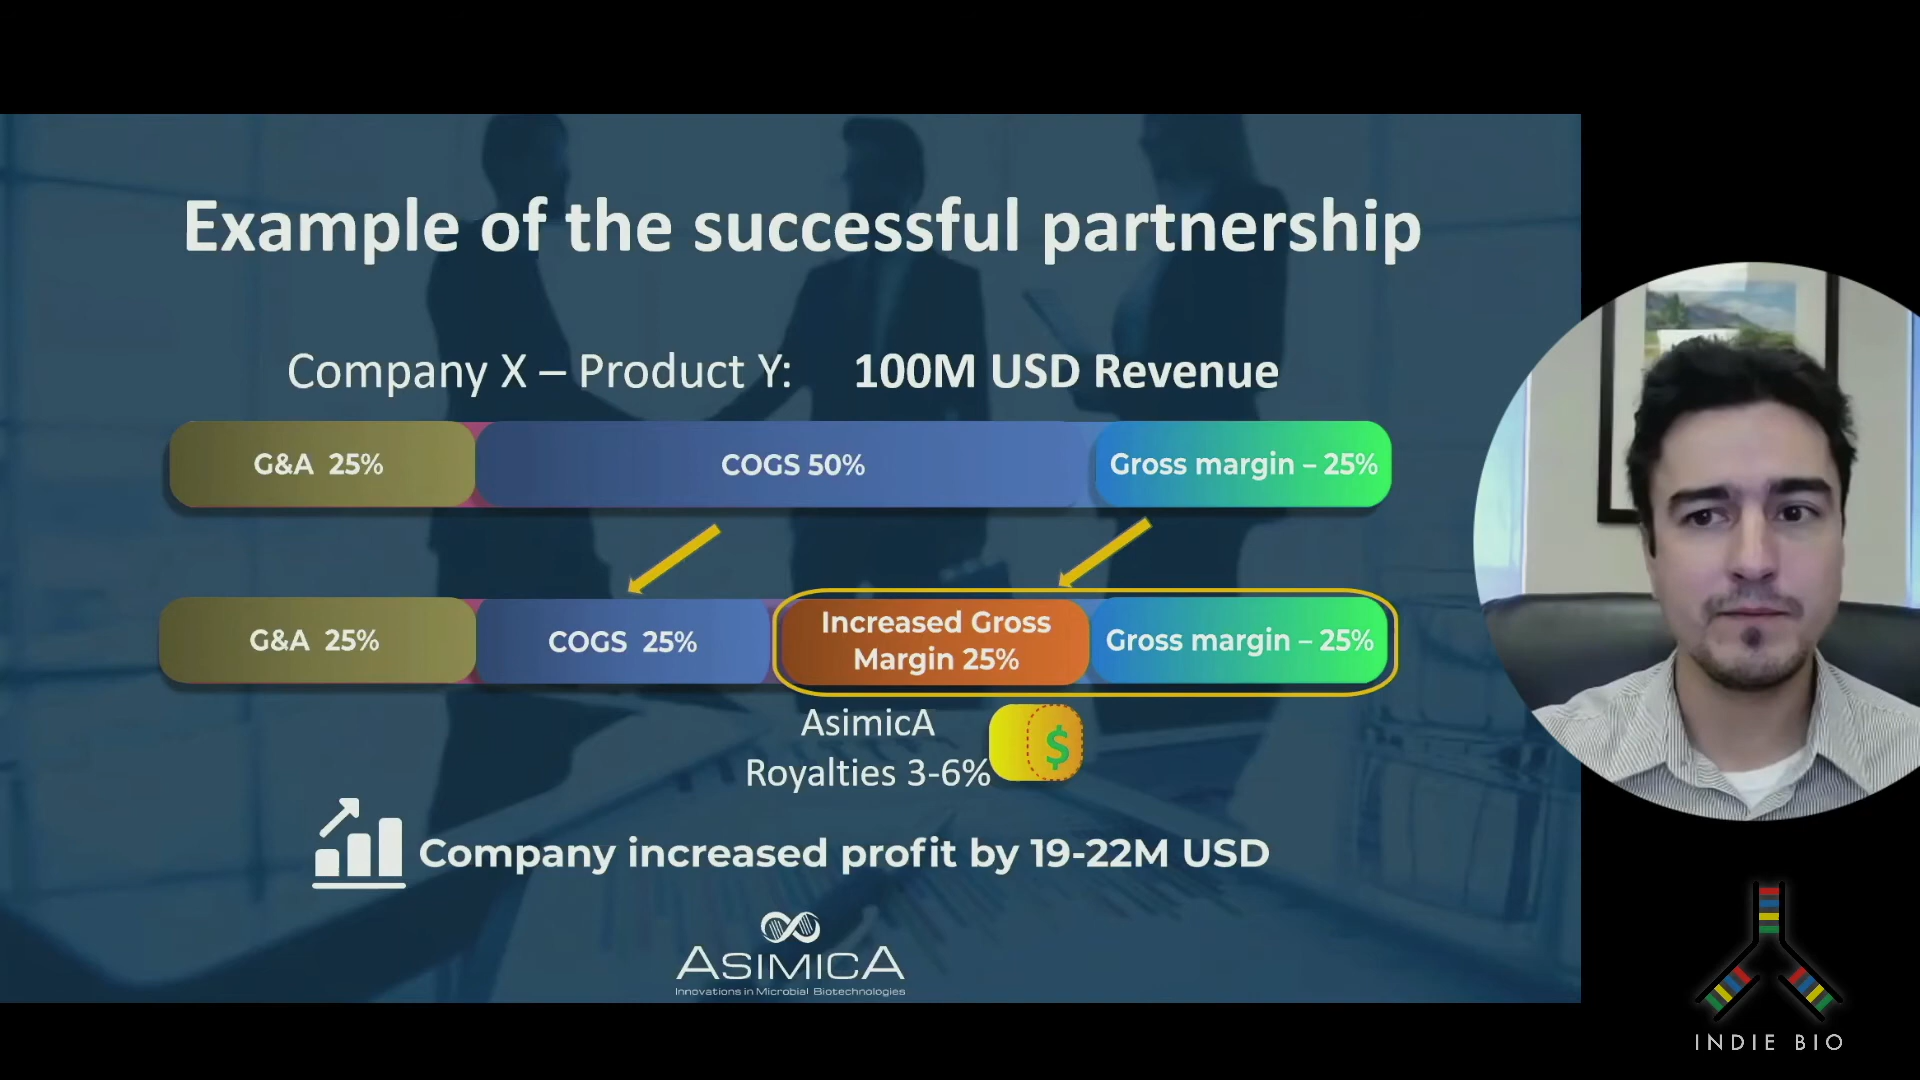 Example of the successful partnership
Company X – Product Y: 100M USD Revenue
G&A 25% COGS 50% Gross margin – 25%
G&A 25% COGS 25% Increased Gross Margin 25% Gross margin – 25%
AsimicA
Royalties 3-6%
$
Company increased profit by 19-22M USD
ASIMICA
Innovations in Microbial Biotechnologies
INDIE BIO